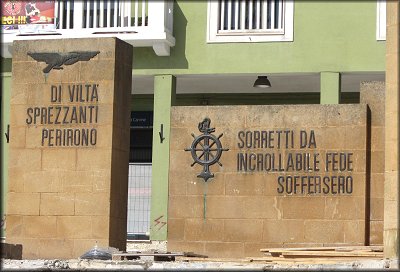 DI VILTÀ
SPREZZANTI
PERIRONO
SORRETTI DA
INCROLLABILE FEDE
SOFFERSERO